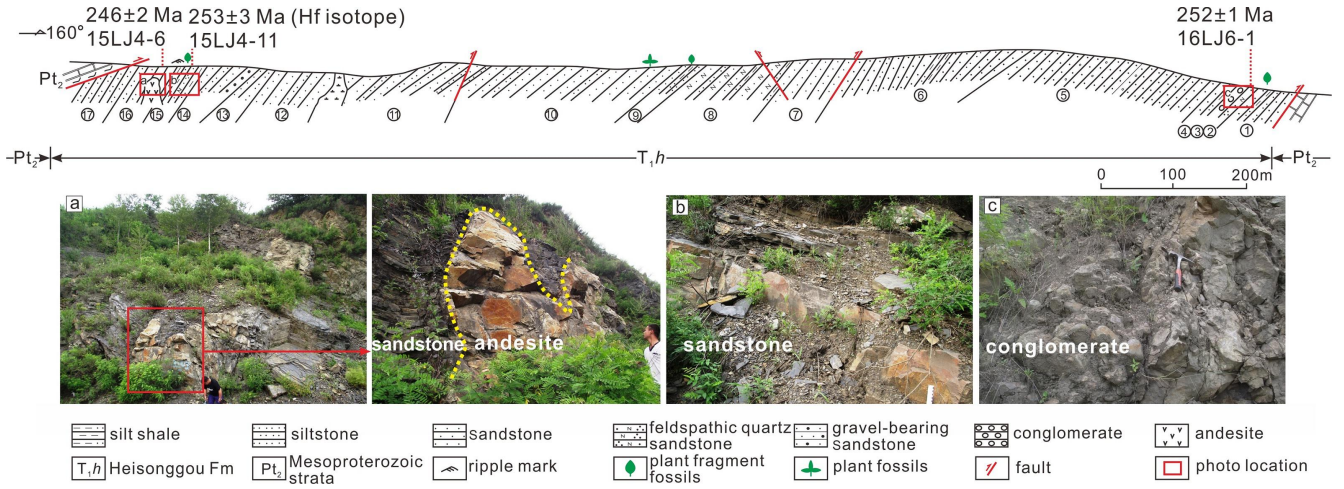 246±2 Ma 253±3 Ma (Hf isotope)
15LJ4-6 15LJ4-11
252±1 Ma
16LJ6-1
160°
Pt₂
a b c
⑰ ⑯ ⑮ ⑭ ⑬ ⑫ ⑪ ⑩ ⑨ ⑧ ⑦ ⑥ ⑤ ④ ③ ② ①
Pt₂ T₁h Pt₂
0 100 200m
a
b
c
sandstone andesite
sandstone
conglomerate
silt shale
siltstone
sandstone
feldspathic quartz
sandstone
gravel-bearing
sandstone
conglomerate
andesite
T₁h Heisonggou Fm
Pt₂ Mesoproterozoic
strata
ripple mark
plant fragment
fossils
plant fossils
fault
photo location